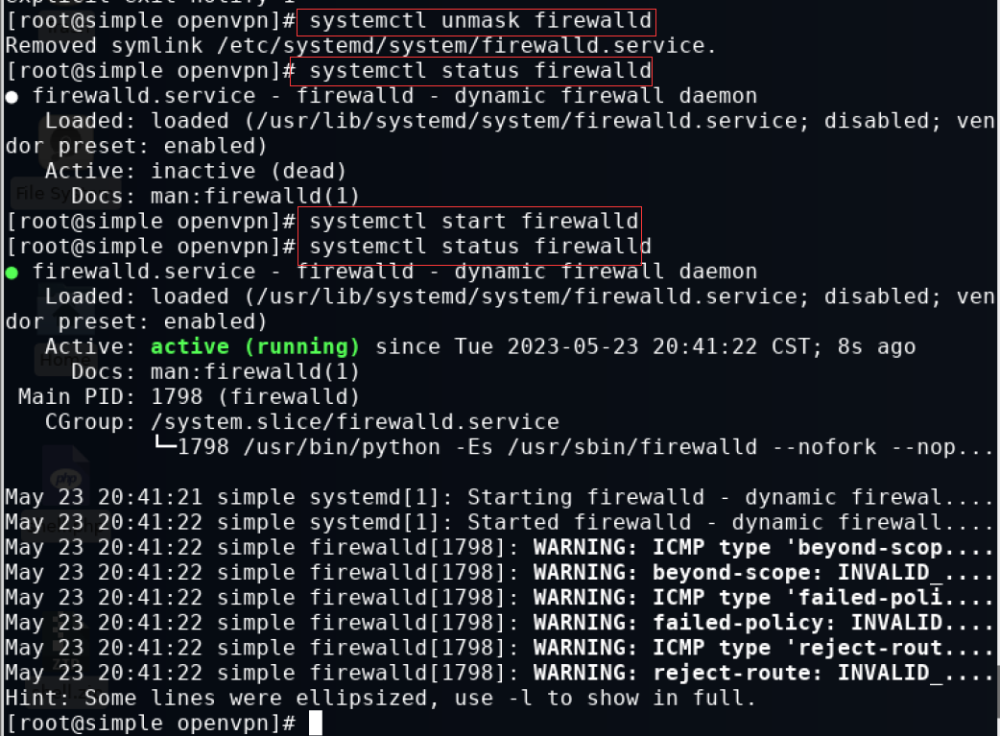 explicit-exit-notify 1
[root@simple openvpn]# systemctl unmask firewalld
Removed symlink /etc/systemd/system/firewalld.service.
[root@simple openvpn]# systemctl status firewalld
● firewalld.service - firewalld - dynamic firewall daemon
   Loaded: loaded (/usr/lib/systemd/system/firewalld.service; disabled; ven
dor preset: enabled)
   Active: inactive (dead)
     Docs: man:firewalld(1)
[root@simple openvpn]# systemctl start firewalld
[root@simple openvpn]# systemctl status firewalld
● firewalld.service - firewalld - dynamic firewall daemon
   Loaded: loaded (/usr/lib/systemd/system/firewalld.service; disabled; ven
dor preset: enabled)
   Active: active (running) since Tue 2023-05-23 20:41:22 CST; 8s ago
     Docs: man:firewalld(1)
 Main PID: 1798 (firewalld)
   CGroup: /system.slice/firewalld.service
           └─1798 /usr/bin/python -Es /usr/sbin/firewalld --nofork --nop...
May 23 20:41:21 simple systemd[1]: Starting firewalld - dynamic firewal....
May 23 20:41:22 simple systemd[1]: Started firewalld - dynamic firewall....
May 23 20:41:22 simple firewalld[1798]: WARNING: ICMP type 'beyond-scop....
May 23 20:41:22 simple firewalld[1798]: WARNING: beyond-scope: INVALID_....
May 23 20:41:22 simple firewalld[1798]: WARNING: ICMP type 'failed-poli....
May 23 20:41:22 simple firewalld[1798]: WARNING: failed-policy: INVALID....
May 23 20:41:22 simple firewalld[1798]: WARNING: ICMP type 'reject-rout....
May 23 20:41:22 simple firewalld[1798]: WARNING: reject-route: INVALID_....
Hint: Some lines were ellipsized, use -l to show in full.
[root@simple openvpn]#
File Sy
Home
php